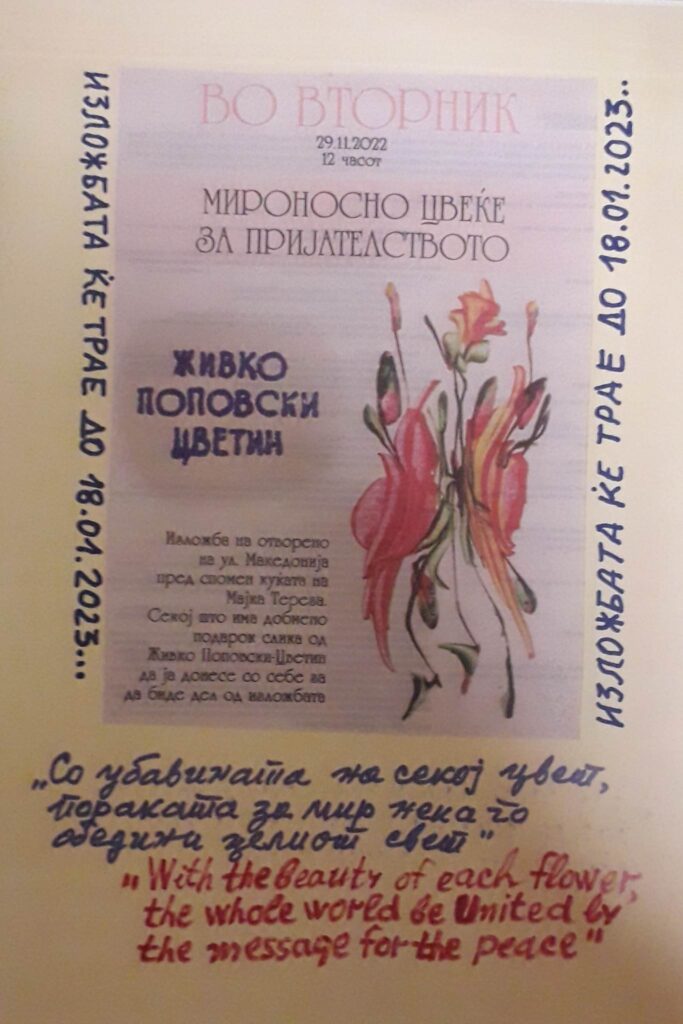 ВО ВТОРНИК
29.11.2022
12 часот
МИРОНОСНО ЦВЕЌЕ
ЗА ПРИЈАТЕЛСТВОТО
ЖИВКО
ПОПОВСКИ
ЦВЕТИН
Изложба на отворено
на ул. Македонија
пред спомен куќата на
Мајка Тереза.
Секој што има добиено
подарок слика од
Живко Поповски-Цветин
да ја донесе со себе за
да биде дел од изложбата
ИЗЛОЖБАТА ЌЕ ТРАЕ ДО 18.01.2023...
ИЗЛОЖБАТА ЌЕ ТРАЕ ДО 18.01.2023..
„Со убавината на секој цвет,
пораката за мир нека го
обедини целиот свет"
"With the beauty of each flower,
the whole world be United by
the message for the peace"